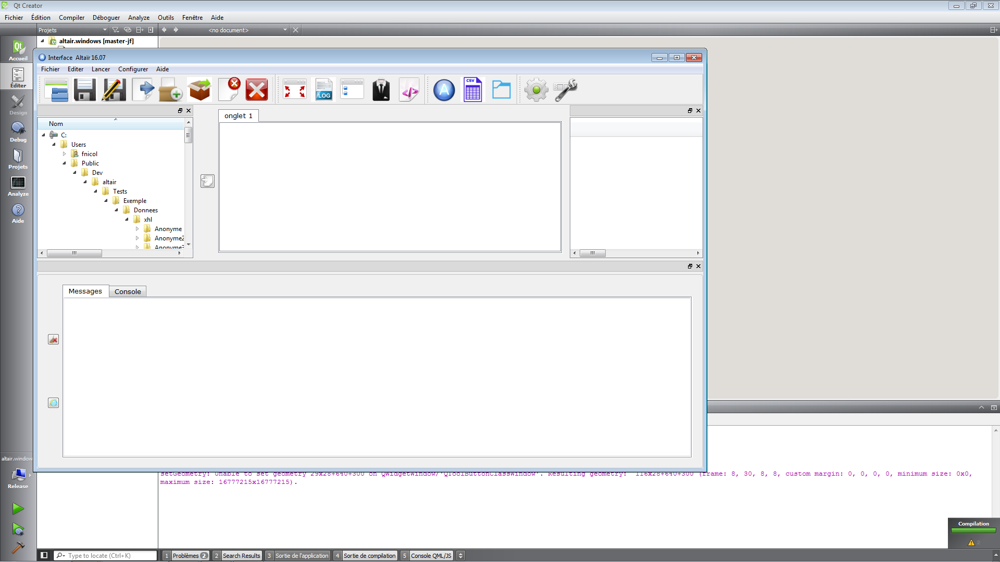 Qt Creator
Fichier Édition Compiler Déboguer Analyze Outils Fenêtre Aide
Projets <no document>
altair.windows [master-jf]
Qt
Accueil
Éditer
Design
Debug
Projets
Analyze
Aide
Interface Altaïr 16.07
Fichier Editer Lancer Configurer Aide
LOG A CSV
onglet 1
Nom
C:
Users
fnicol
Public
Dev
altair
Tests
Exemple
Donnees
xhl
Anonyme
Anonyme2
Anonyme3
Messages Console
altair.window
Release
setGeometry: Unable to set geometry 29x28+640+300 on QWidgetWindow/'QToolButtonClassWindow'. Resulting geometry: 116x28+640+300 (frame: 8, 30, 8, 8, custom margin: 0, 0, 0, 0, minimum size: 0x0,
maximum size: 16777215x16777215).
Compilation
2
Type to locate (Ctrl+K) 1 Problèmes 2 2 Search Results 3 Sortie de l'application 4 Sortie de compilation 5 Console QML/JS